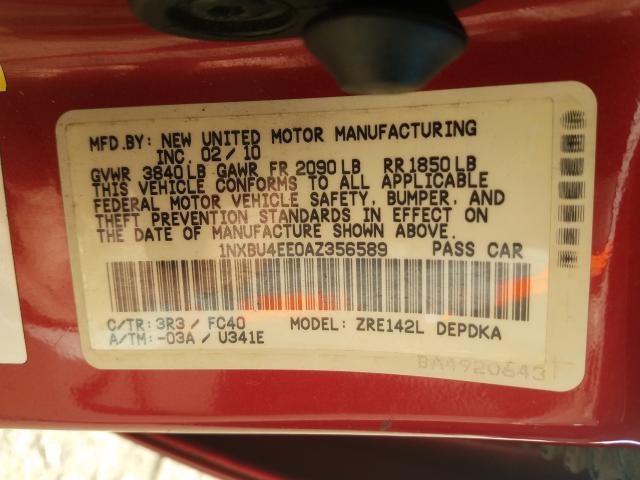 MFD.BY: NEW UNITED MOTOR MANUFACTURING
INC. 02/10
GVWR 3840LB GAWR FR 2090LB RR1850LB
THIS VEHICLE CONFORMS TO ALL APPLICABLE
FEDERAL MOTOR VEHICLE SAFETY, BUMPER, AND
THEFT PREVENTION STANDARDS IN EFFECT ON
THE DATE OF MANUFACTURE SHOWN ABOVE.
1NXBU4EE0AZ356589 PASS CAR
C/TR: 3R3 / FC40 MODEL: ZRE142L DEPDKA
A/TM: -03A / U341E
BA4920643